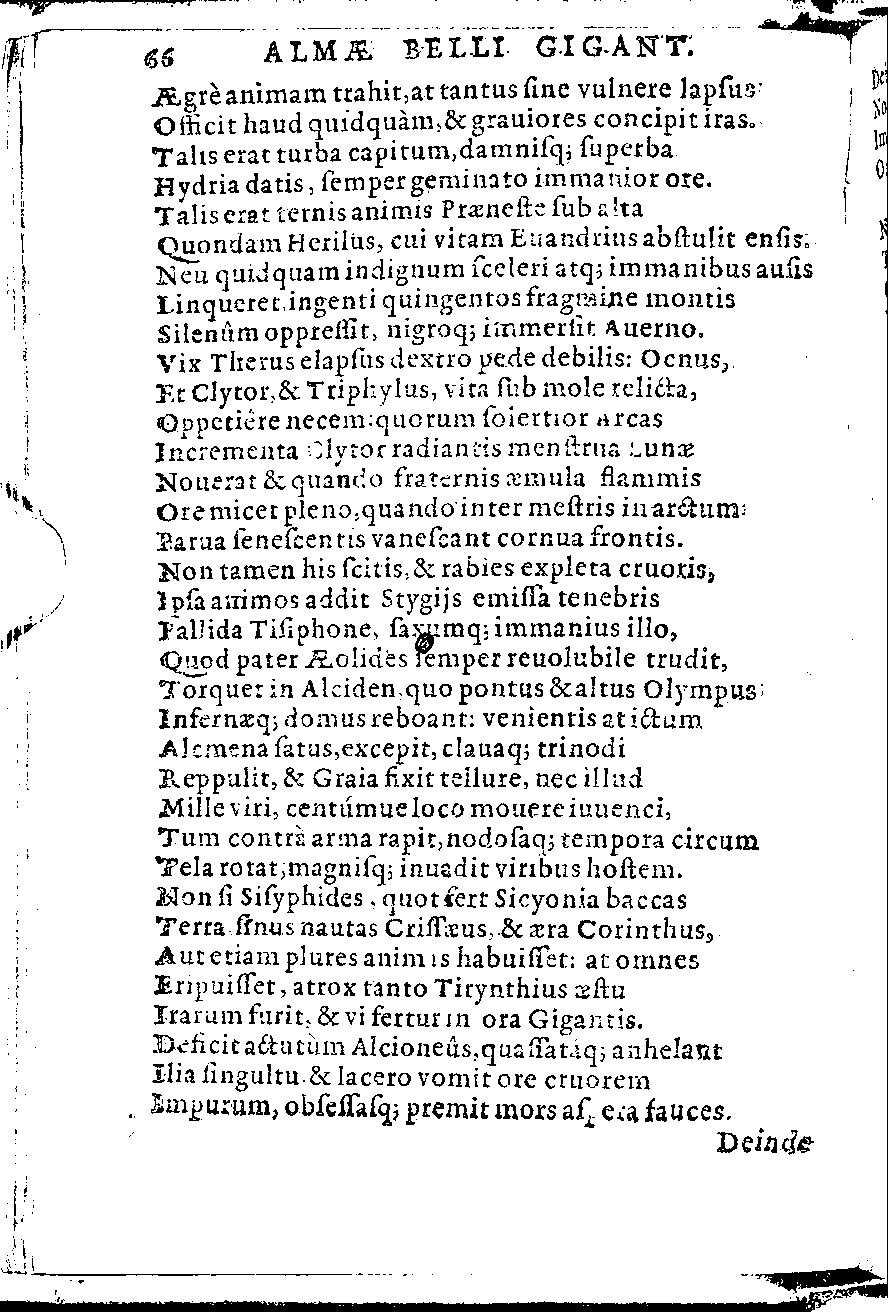 66 ALMÆ BELLI GIGANT.
Ægrè animam trahit, at tantus ſine vulnere lapſus:
Officit haud quidquàm, & grauiores concipit iras.
Talis erat turba capitum, damniſq; ſuperba
Hydria datis, ſemper geminato immanior ore.
Talis erat ternis animis Præneſte ſub alta
Quondam Herilus, cui vitam Euandrius abſtulit enſis.
Neu quidquam indignum ſceleri atq; immanibus auſis
Linqueret, ingenti quingentos fragmine montis
Silenûm oppreſſit, nigroq; immerſit Auerno.
Vix Therus elapſus dextro pede debilis: Ocnus,
Et Clytor, & Triphylus, vita ſub mole relicta,
Oppetiêre necem: quorum ſolertior Arcas
Incrementa Clytor radiantis menſtrua Lunæ
Nouerat & quando fraternis æmula flammis
Ore micet pleno, quando inter meſtris in arctum:
Parua ſeneſcentis vaneſcant cornua frontis.
Non tamen his ſcitis, & rabies expleta cruoris,
Ipſa animos addit Stygijs emiſſa tenebris
Pallida Tiſiphone, ſaxumq; immanius illo,
Quod pater Æolides ſemper reuolubile trudit,
Torquet in Alciden, quo pontus & altus Olympus:
Infernæq; domus reboant: venientis at ictum
Alcmena ſatus, excepit, clauaq; trinodi
Reppulit, & Graia fixit tellure, nec illud
Mille viri, centúmue loco mouere iuuenci,
Tum contrà arma rapit, nodoſaq; tempora circum
Tela rotat, magniſq; inuadit viribus hoſtem.
Non ſi Siſyphides, quot fert Sicyonia baccas
Terra ſinus nautas Criſſæus, & æra Corinthus,
Aut etiam plures animis habuiſſet: at omnes
Eripuiſſet, atrox tanto Tirynthius æſtu
Irarum furit, & vi fertur in ora Gigantis.
Deficit actutùm Alcioneûs, quaſſatáq; anhelant
Ilia ſingultu & lacero vomit ore cruorem
Impurum, obſeſſaſq; premit mors aſpera fauces.
Deinde